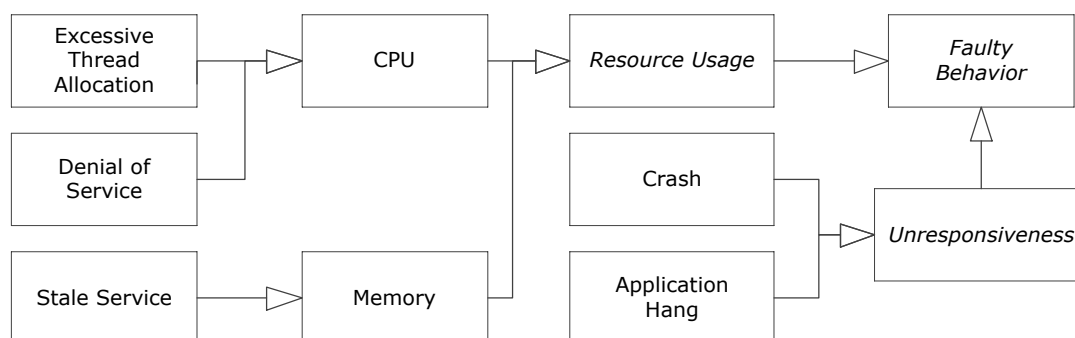 Excessive
Thread
Allocation
CPU
Resource Usage
Faulty
Behavior
Denial of
Service
Crash
Unresponsiveness
Stale Service
Memory
Application
Hang